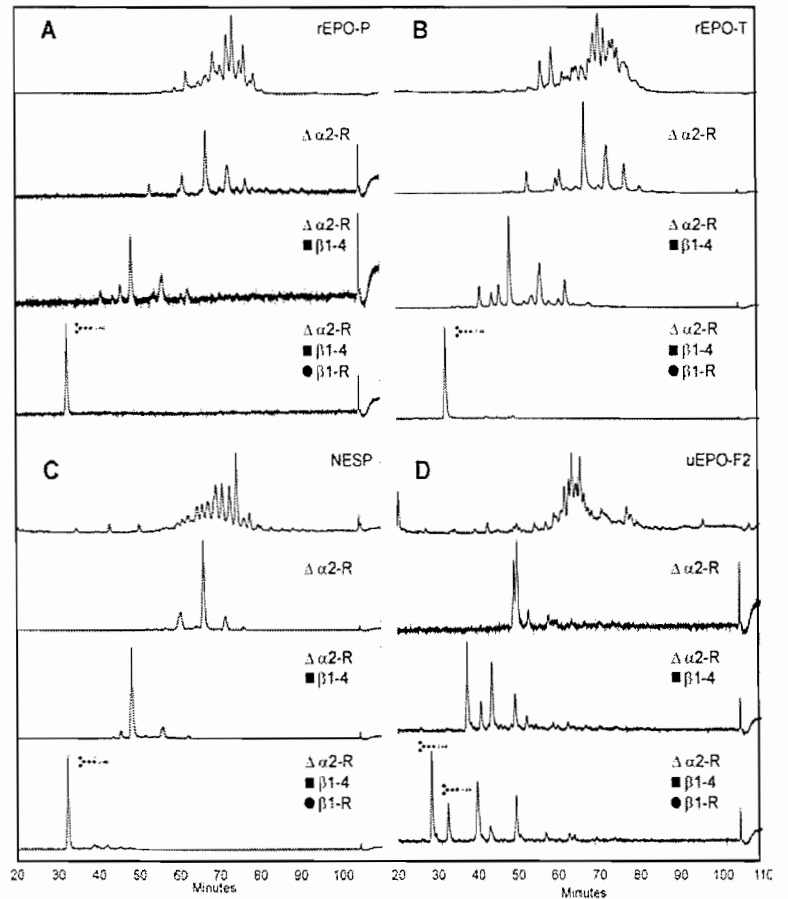 A rEPO-P
Δ α2-R
Δ α2-R
■ β1-4
Δ α2-R
■ β1-4
● β1-R
B rEPO-T
Δ α2-R
Δ α2-R
■ β1-4
Δ α2-R
■ β1-4
● β1-R
C NESP
Δ α2-R
Δ α2-R
■ β1-4
Δ α2-R
■ β1-4
● β1-R
20 30 40 50 60 70 80 90 100
Minutes
D uEPO-F2
Δ α2-R
Δ α2-R
■ β1-4
Δ α2-R
■ β1-4
● β1-R
20 30 40 50 60 70 80 90 100 110
Minutes